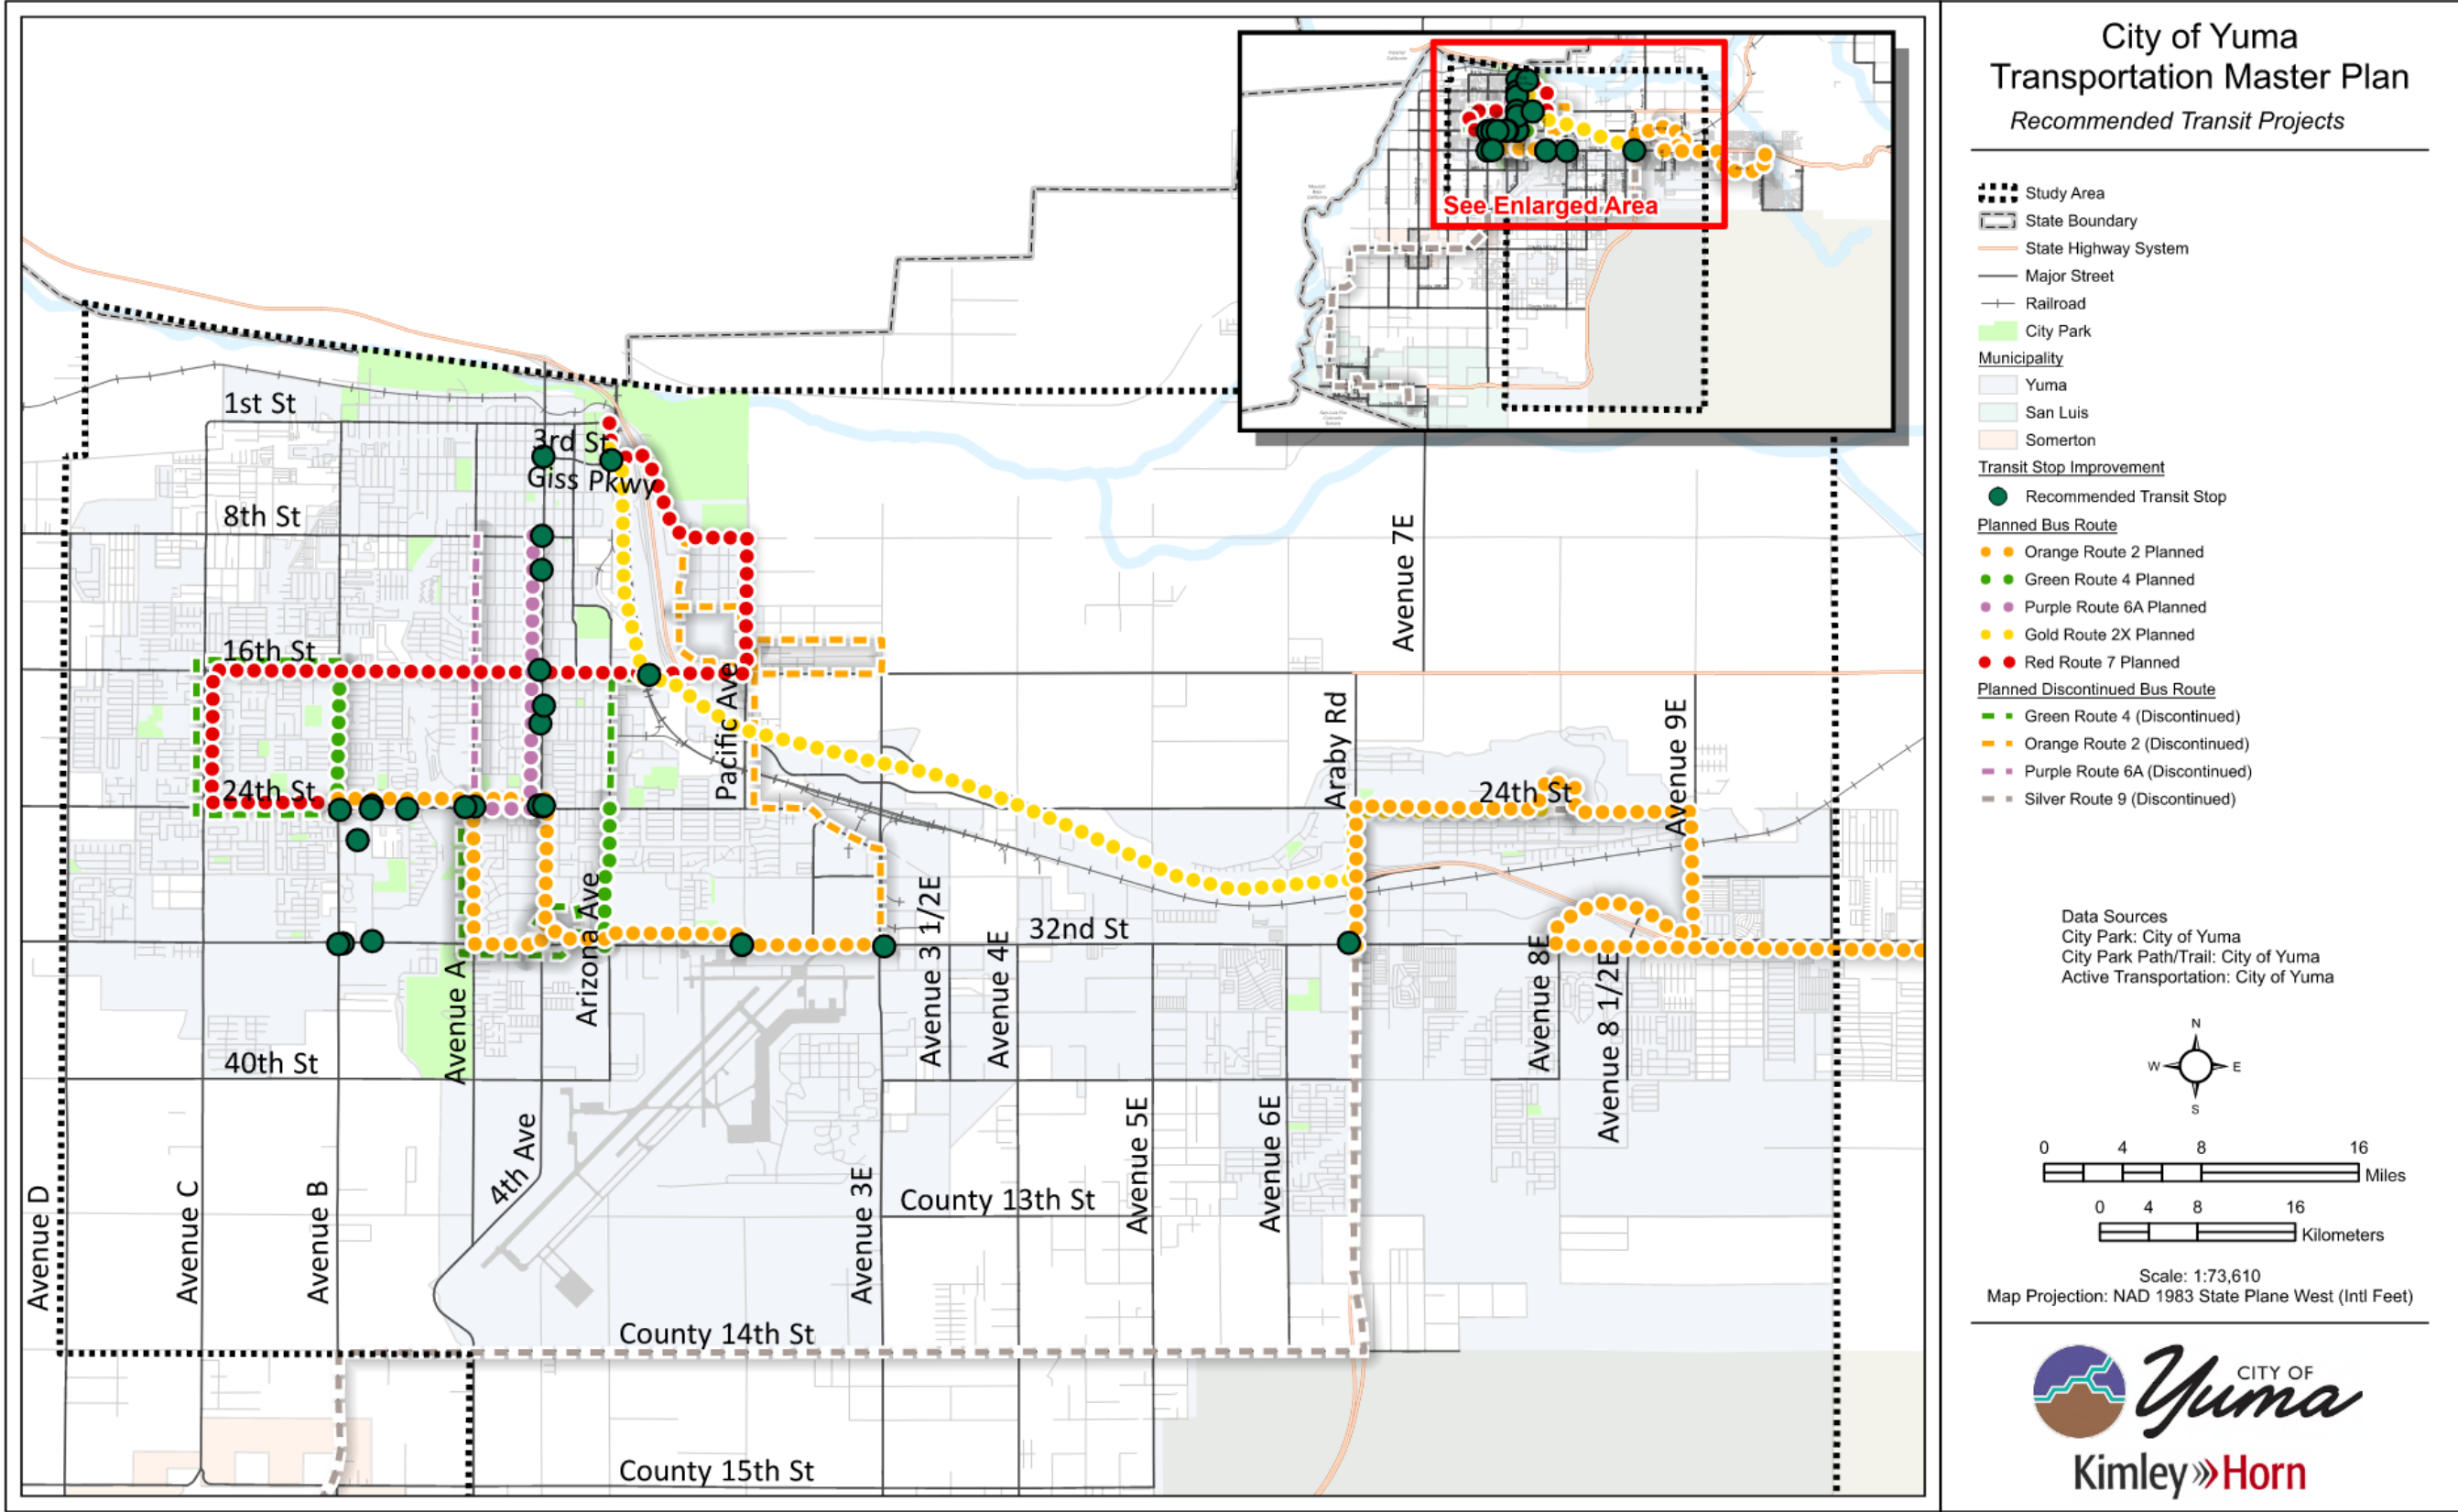 City of Yuma
Transportation Master Plan
Recommended Transit Projects
Study Area
State Boundary
State Highway System
Major Street
Railroad
City Park
Municipality
Yuma
San Luis
Somerton
Transit Stop Improvement
Recommended Transit Stop
Planned Bus Route
Orange Route 2 Planned
Green Route 4 Planned
Purple Route 6A Planned
Gold Route 2X Planned
Red Route 7 Planned
Planned Discontinued Bus Route
Green Route 4 (Discontinued)
Orange Route 2 (Discontinued)
Purple Route 6A (Discontinued)
Silver Route 9 (Discontinued)
Data Sources
City Park: City of Yuma
City Park Path/Trail: City of Yuma
Active Transportation: City of Yuma
N
W E
S
0 4 8 16
Miles
0 4 8 16
Kilometers
Scale: 1:73,610
Map Projection: NAD 1983 State Plane West (Intl Feet)
CITY OF
Yuma
Kimley»Horn
See Enlarged Area
1st St
3rd St
Giss Pkwy
8th St
16th St
24th St
24th St
32nd St
40th St
County 13th St
County 14th St
County 15th St
Avenue D
Avenue C
Avenue B
Avenue A
4th Ave
Arizona Ave
Pacific Ave
Avenue 3E
Avenue 3 1/2E
Avenue 4E
Avenue 5E
Avenue 6E
Araby Rd
Avenue 7E
Avenue 8E
Avenue 8 1/2E
Avenue 9E